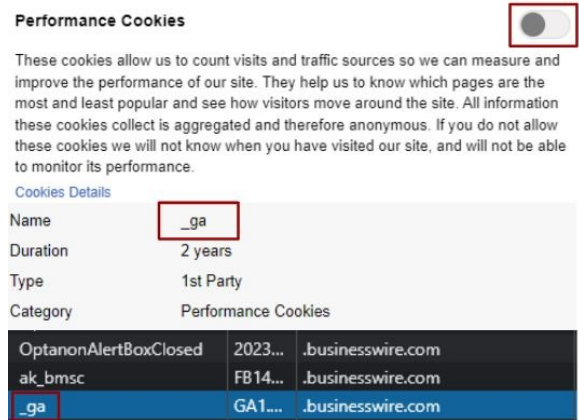 Performance Cookies
These cookies allow us to count visits and traffic sources so we can measure and
improve the performance of our site. They help us to know which pages are the
most and least popular and see how visitors move around the site. All information
these cookies collect is aggregated and therefore anonymous. If you do not allow
these cookies we will not know when you have visited our site, and will not be able
to monitor its performance.
Cookies Details
Name _ga
Duration 2 years
Type 1st Party
Category Performance Cookies
OptanonAlertBoxClosed 2023... .businesswire.com
ak_bmsc FB14... .businesswire.com
_ga GA1.... .businesswire.com